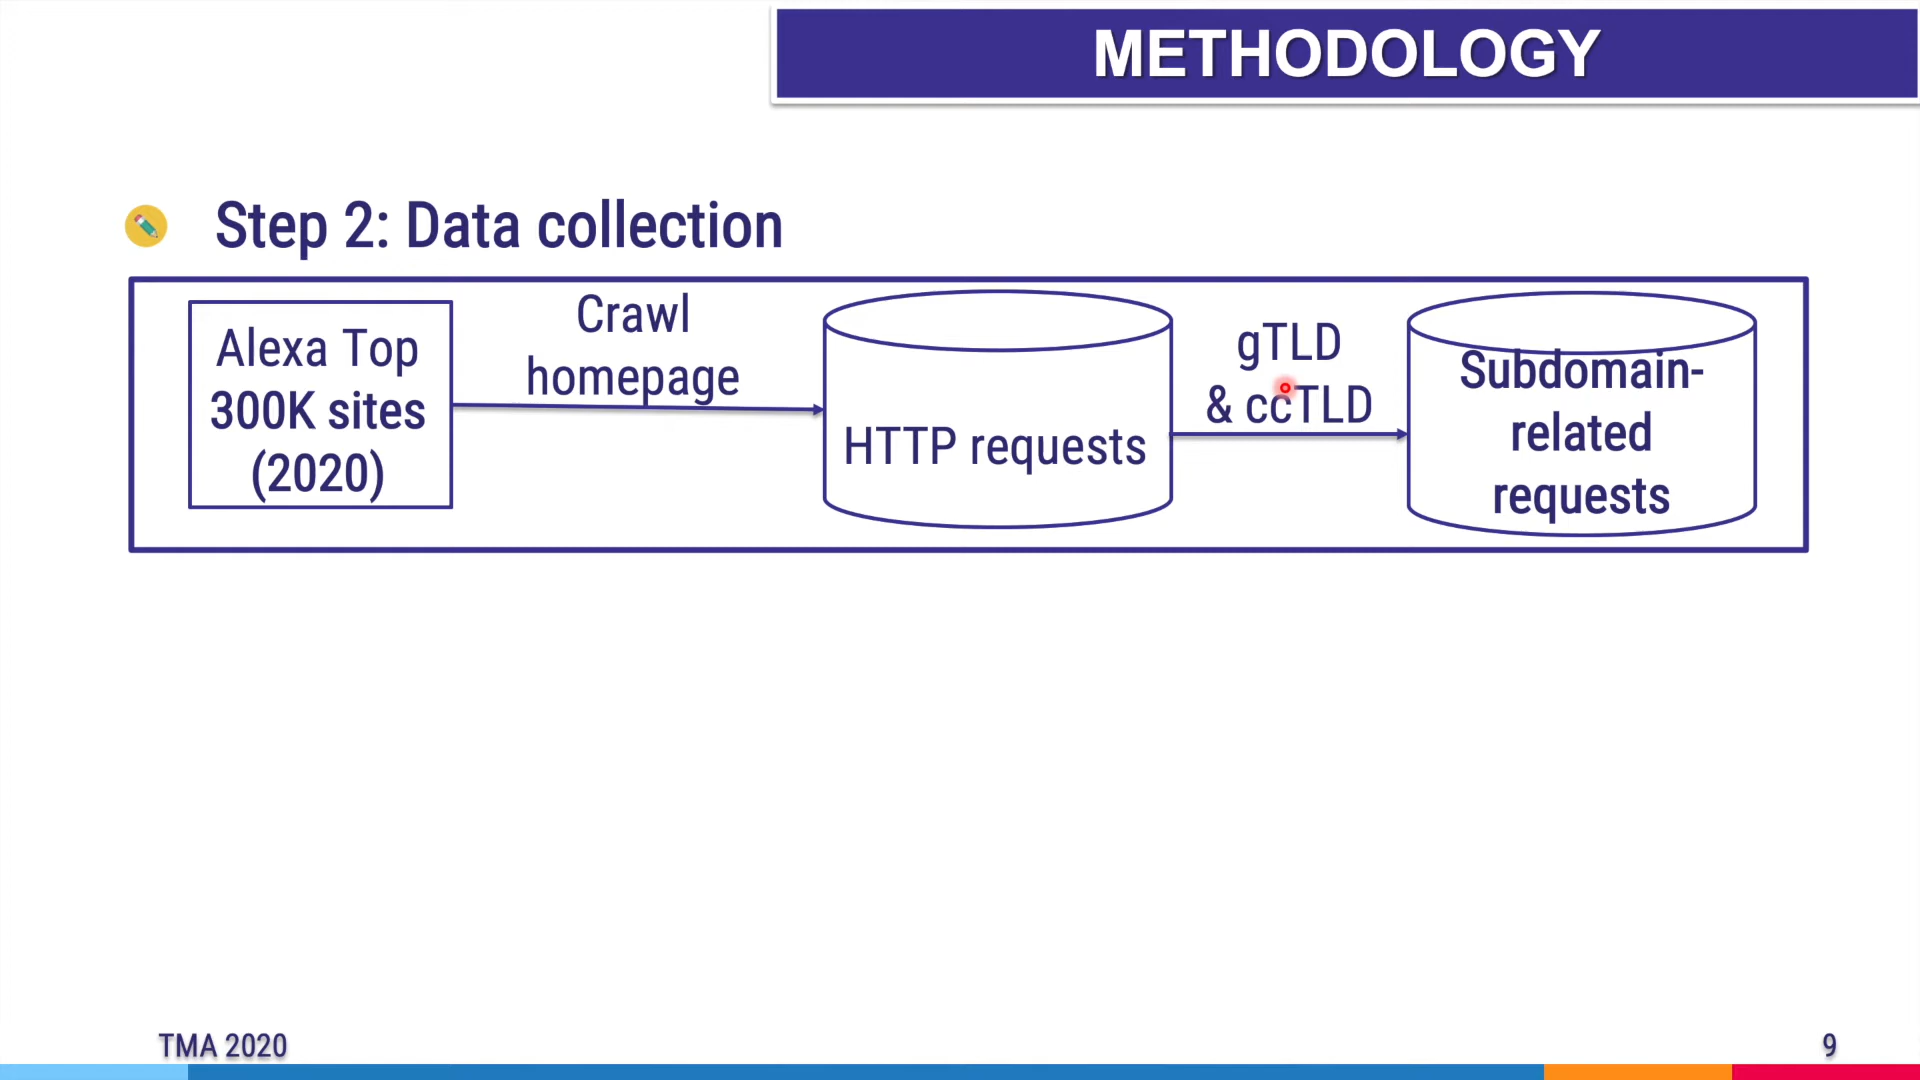 METHODOLOGY
Step 2: Data collection
Alexa Top
300K sites
(2020)
Crawl
homepage
HTTP requests
gTLD
& ccTLD
Subdomain-
related
requests
TMA 2020
9